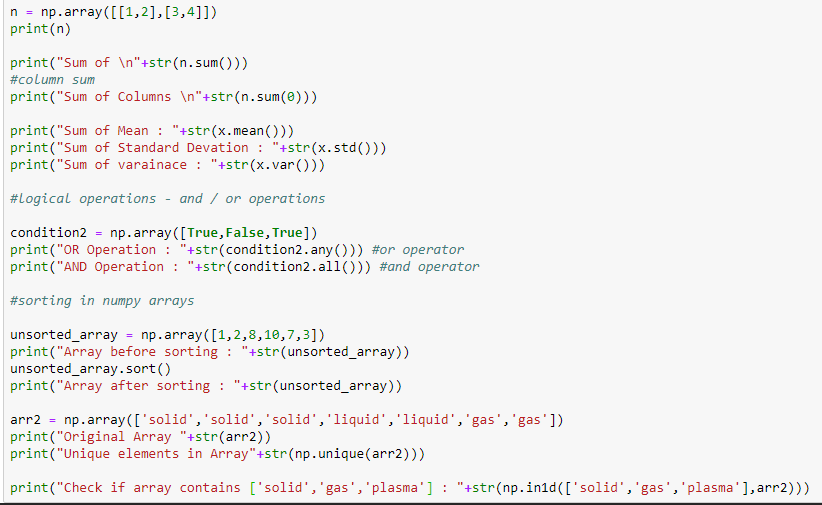 n = np.array([[1,2],[3,4]])
print(n)
print("Sum of \n"+str(n.sum()))
#column sum
print("Sum of Columns \n"+str(n.sum(0)))
print("Sum of Mean : "+str(x.mean()))
print("Sum of Standard Devation : "+str(x.std()))
print("Sum of varainace : "+str(x.var()))
#logical operations - and / or operations
condition2 = np.array([True,False,True])
print("OR Operation : "+str(condition2.any())) #or operator
print("AND Operation : "+str(condition2.all())) #and operator
#sorting in numpy arrays
unsorted_array = np.array([1,2,8,10,7,3])
print("Array before sorting : "+str(unsorted_array))
unsorted_array.sort()
print("Array after sorting : "+str(unsorted_array))
arr2 = np.array(['solid','solid','solid','liquid','liquid','gas','gas'])
print("Original Array "+str(arr2))
print("Unique elements in Array"+str(np.unique(arr2)))
print("Check if array contains ['solid','gas','plasma'] : "+str(np.in1d(['solid','gas','plasma'],arr2)))